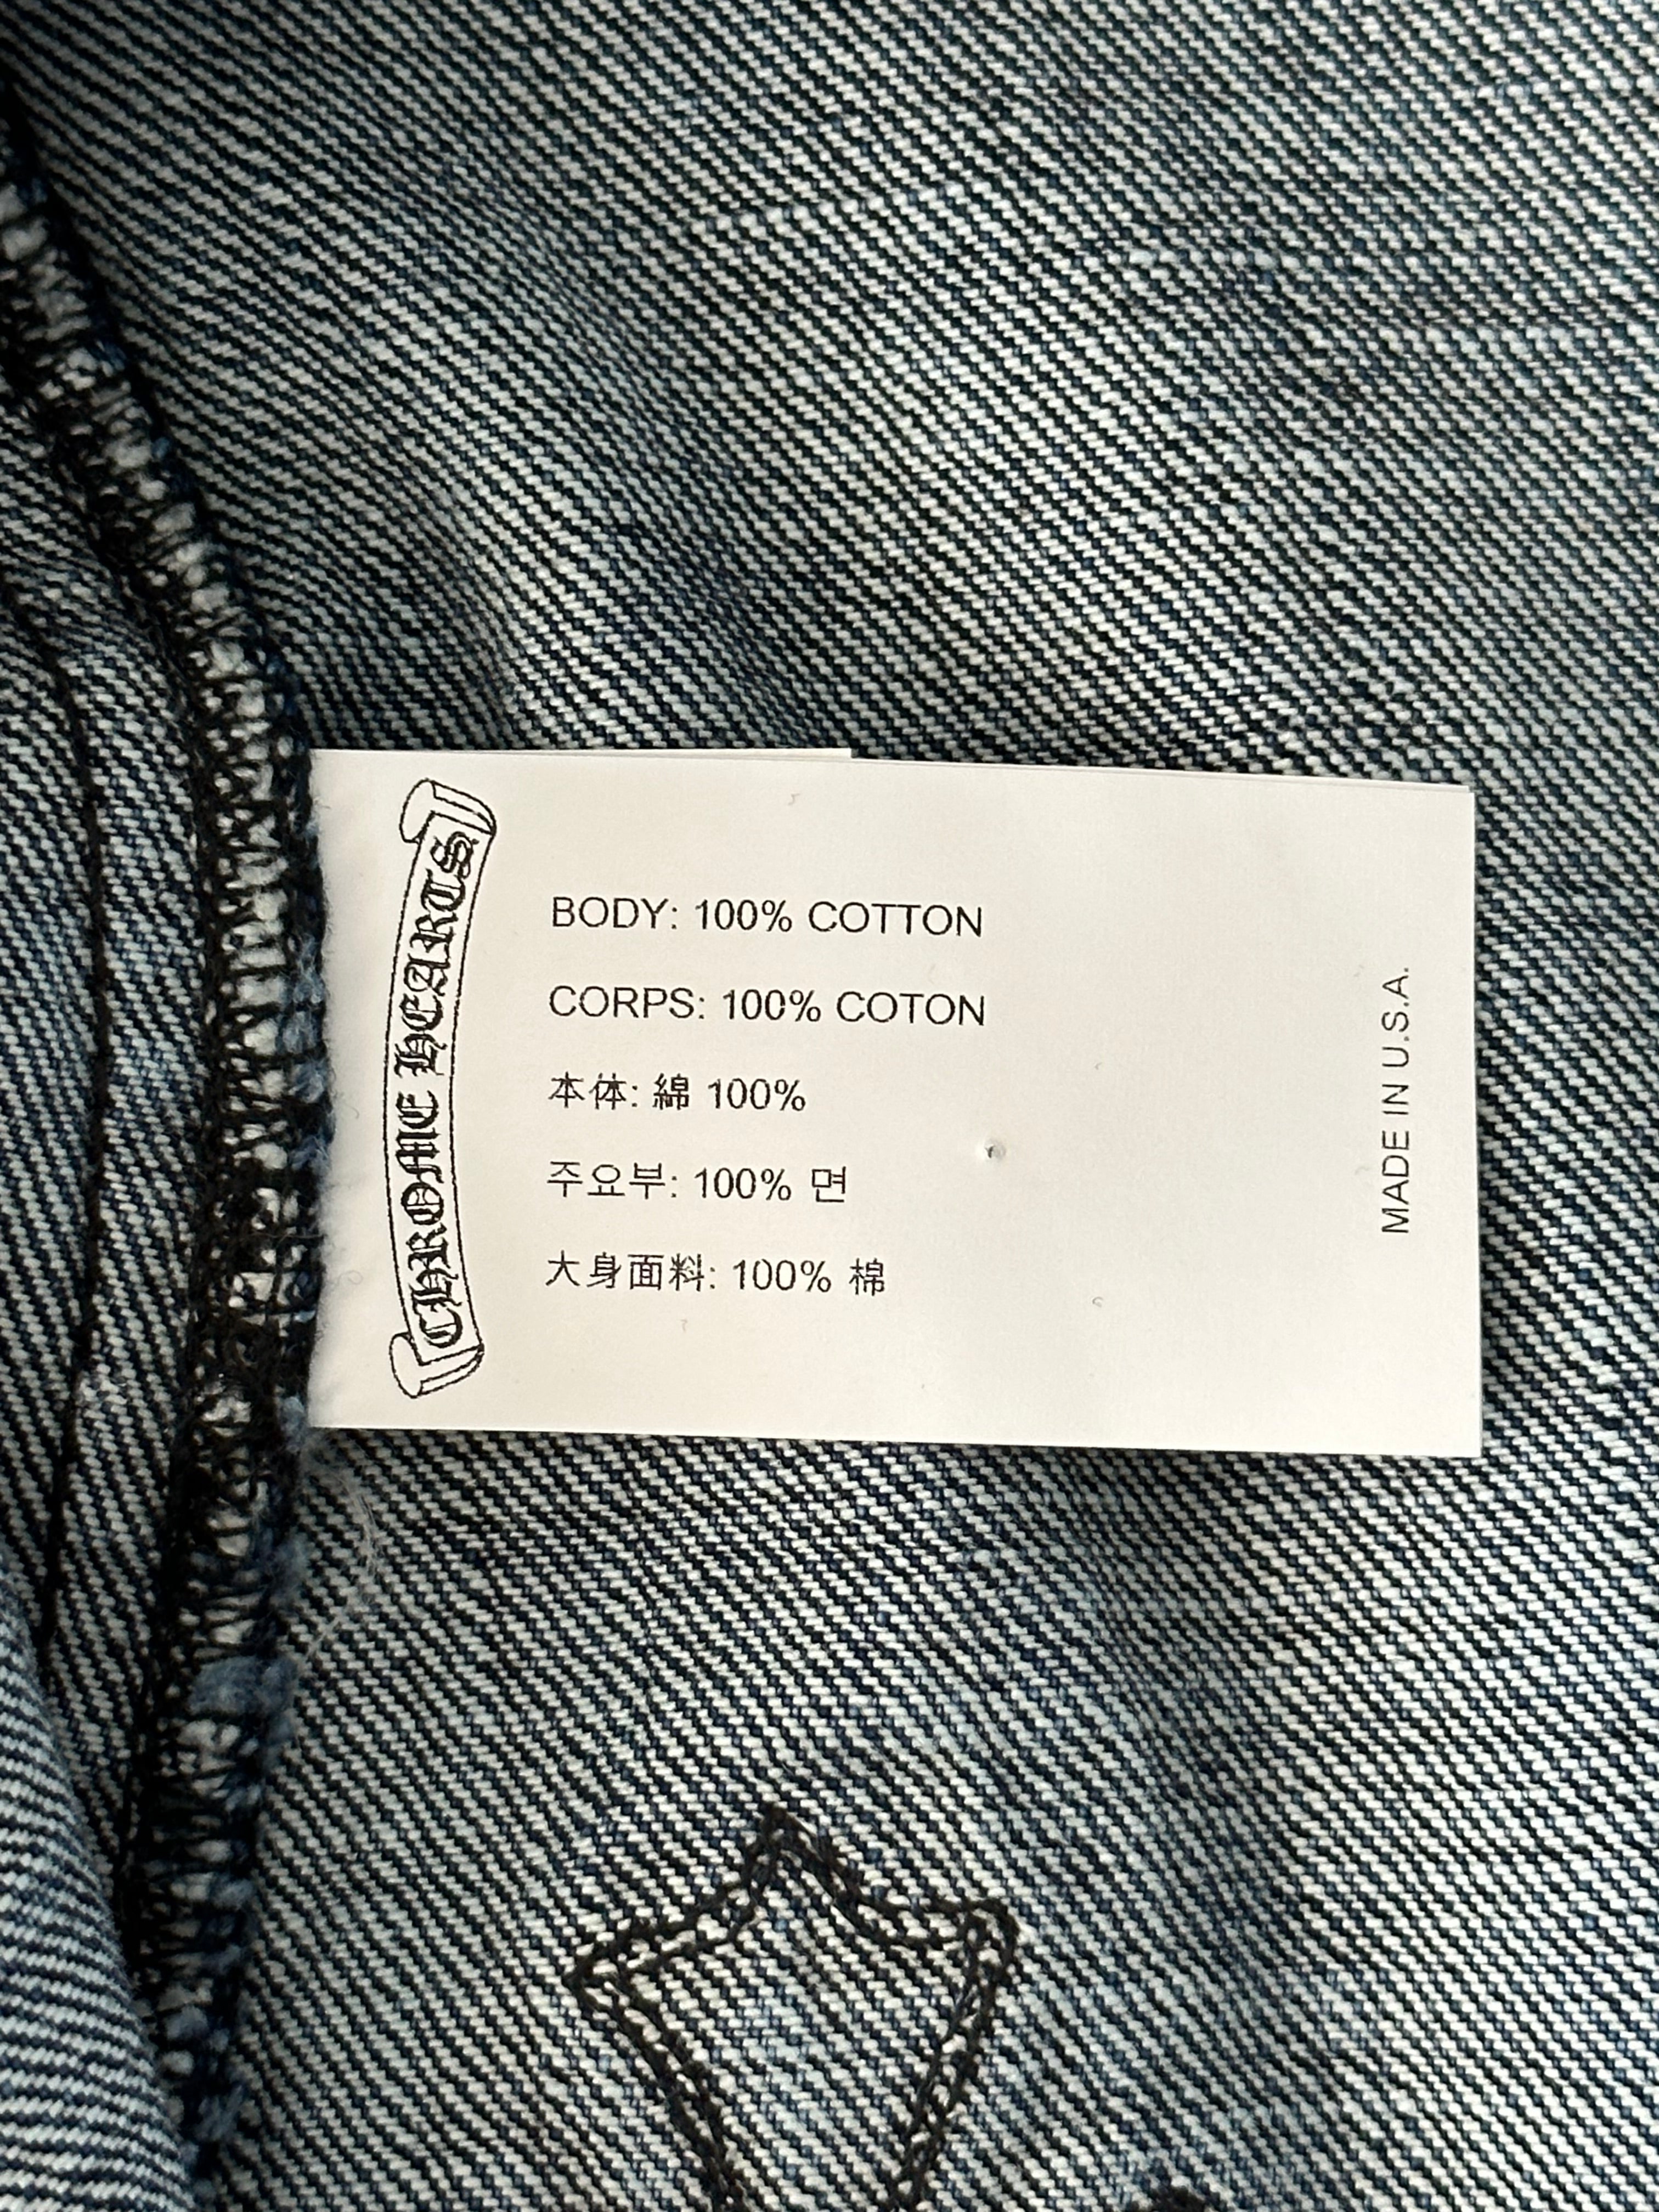 CHROME HEARTS
BODY: 100% COTTON
CORPS: 100% COTON
本体: 綿 100%
주요부: 100% 면
大身面料: 100% 棉
MADE IN U.S.A.